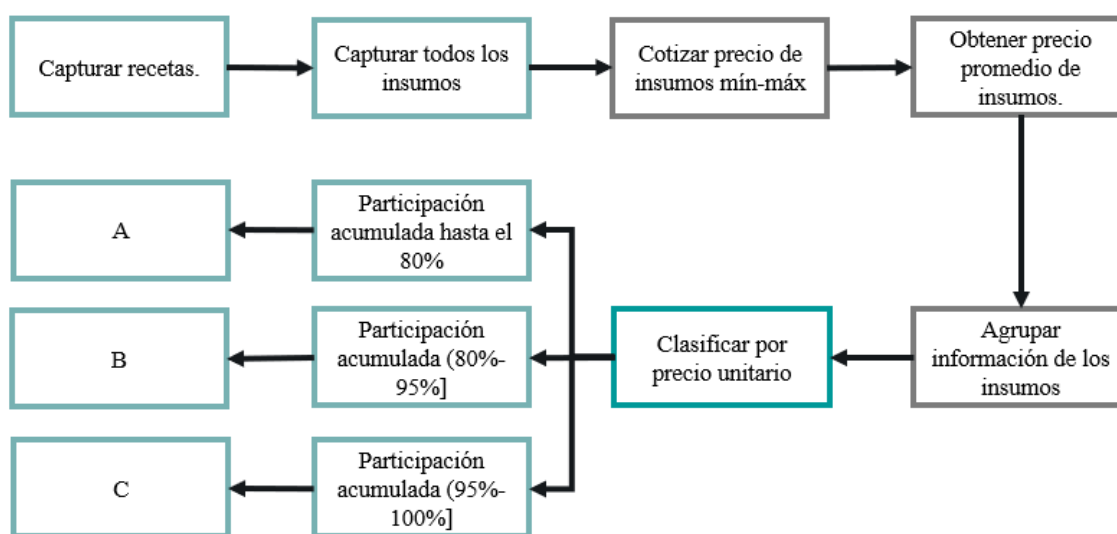 Capturar recetas.
Capturar todos los
insumos
Cotizar precio de
insumos mín-máx
Obtener precio
promedio de
insumos.
A
Participación
acumulada hasta el
80%
B
Participación
acumulada (80%-
95%]
Clasificar por
precio unitario
Agrupar
información de los
insumos
C
Participación
acumulada (95%-
100%]